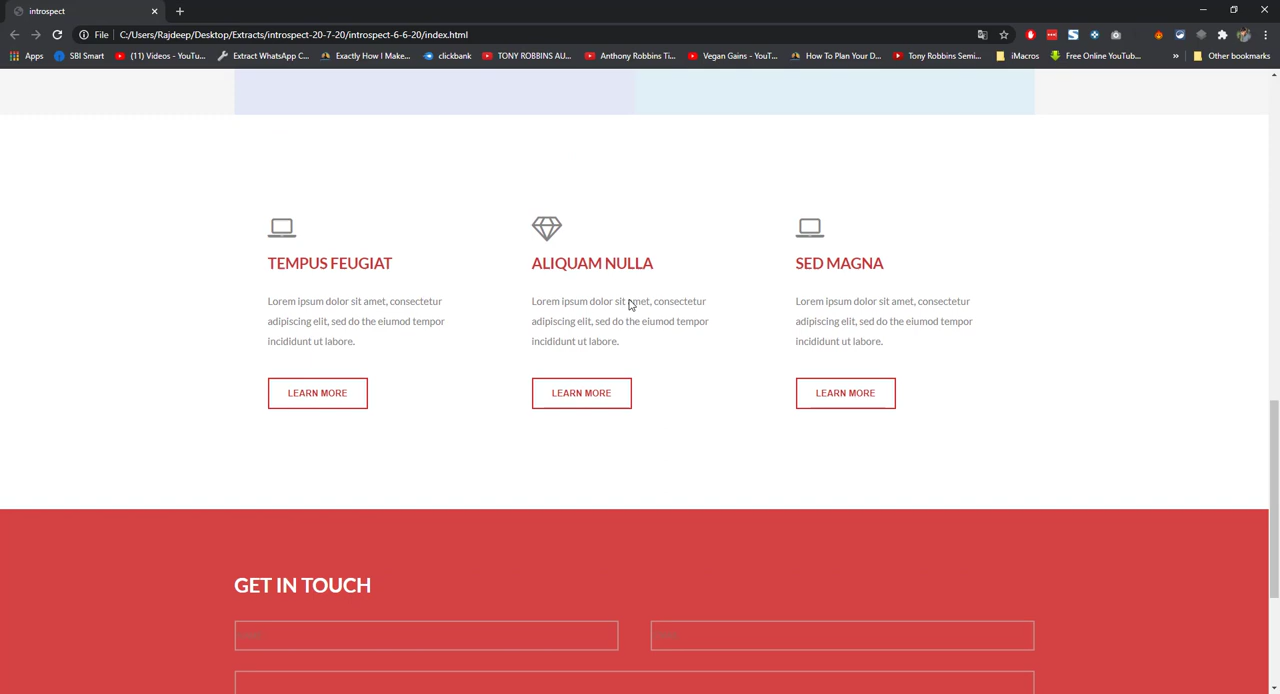 introspect
File
C:/Users/Rajdeep/Desktop/Extracts/introspect-20-7-20/introspect-6-6-20/index.html
Apps
SBI Smart
(11) Videos - YouTu...
Extract WhatsApp C...
Exactly How I Make...
clickbank
TONY ROBBINS AU...
Anthony Robbins Ti...
Vegan Gains - YouT...
How To Plan Your D...
Tony Robbins Semi...
iMacros
Free Online YouTub...
»
Other bookmarks
TEMPUS FEUGIAT
Lorem ipsum dolor sit amet, consectetur
adipiscing elit, sed do the eiumod tempor
incididunt ut labore.
LEARN MORE
ALIQUAM NULLA
Lorem ipsum dolor sit amet, consectetur
adipiscing elit, sed do the eiumod tempor
incididunt ut labore.
LEARN MORE
SED MAGNA
Lorem ipsum dolor sit amet, consectetur
adipiscing elit, sed do the eiumod tempor
incididunt ut labore.
LEARN MORE
GET IN TOUCH